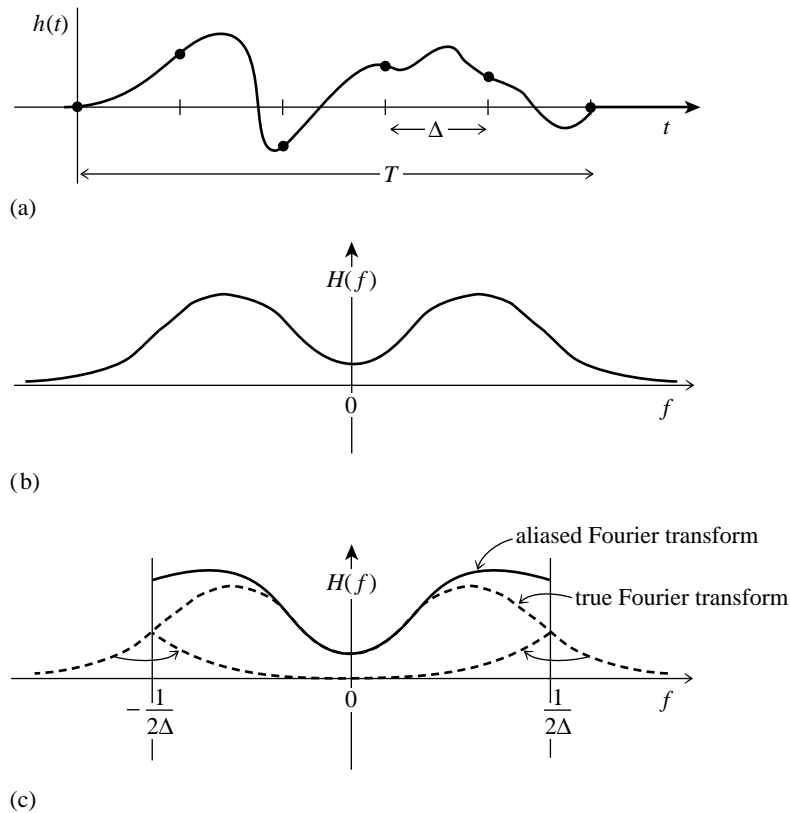 h(t)
Δ
t
T
(a)
H(f)
0
f
(b)
aliased Fourier transform
H(f)
true Fourier transform
− 1/2Δ
0
1/2Δ
f
(c)